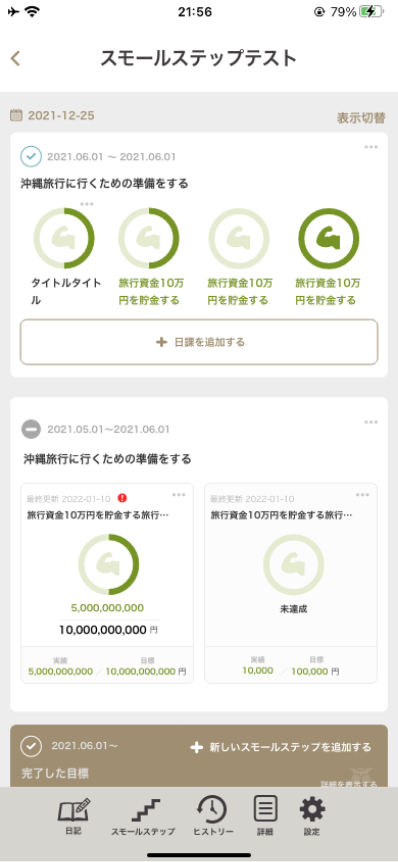 21:56
79%
スモールステップテスト
2021-12-25
表示切替
2021.06.01 〜2021.06.01
沖縄旅行に行くための準備をする
タイトルタイト
ル
旅行資金10万
円を貯金する
旅行資金10万
円を貯金する
旅行資金10万
円を貯金する
日課を追加する
2021.05.01〜2021.06.01
沖縄旅行に行くための準備をする
最終更新 2022-01-10
旅行資金10万円を貯金する旅行…
5,000,000,000
10,000,000,000 円
実績 目標
5,000,000,000 / 10,000,000,000 円
最終更新 2022-01-10
旅行資金10万円を貯金する旅行…
未達成
実績 目標
10,000 / 100,000 円
2021.06.01〜
新しいスモールステップを追加する
完了した目標
詳細を表示する
日記
スモールステップ
ヒストリー
詳細
設定